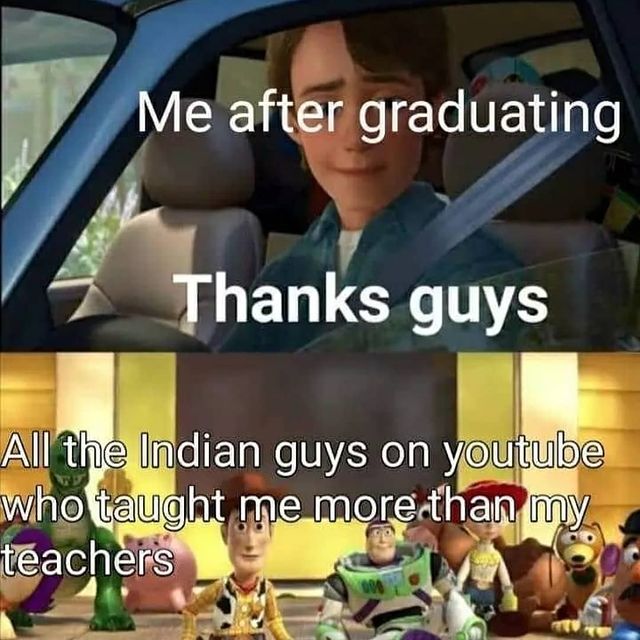 Me after graduating
Thanks guys
All the Indian guys on youtube
who taught me more than my
teachers